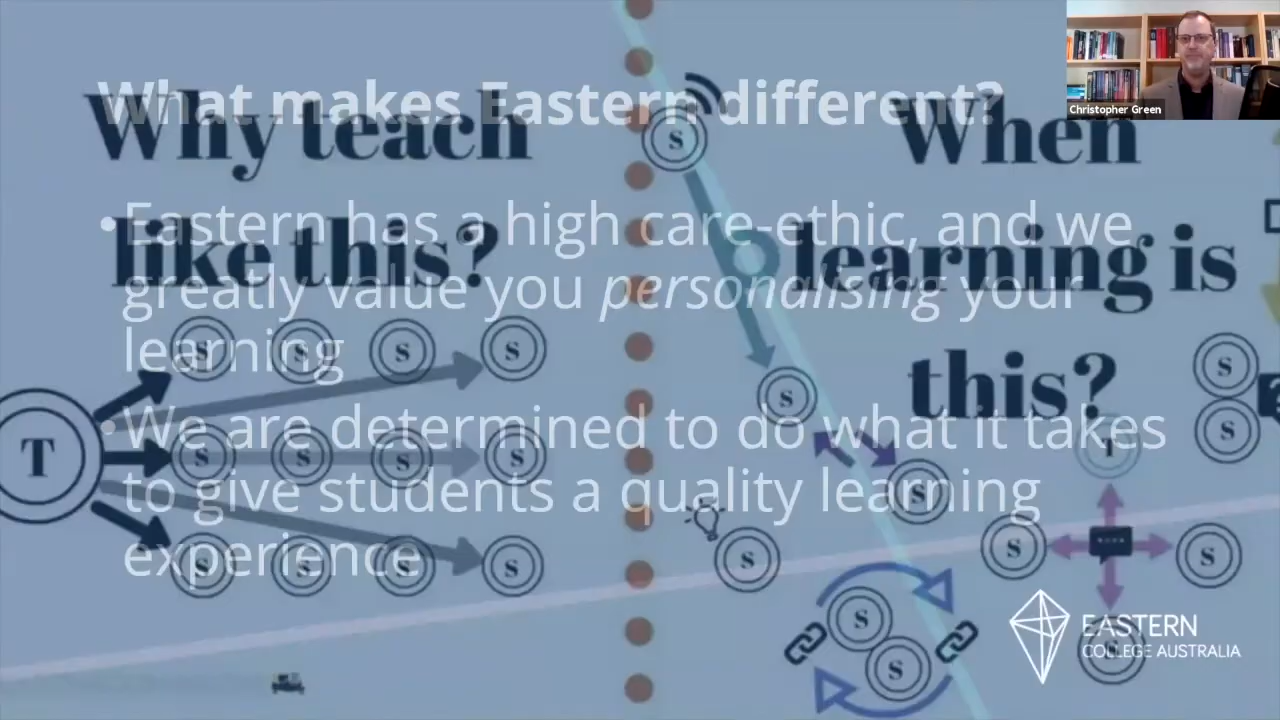 Christopher Green
What makes Eastern different?
• Eastern has a high care-ethic, and we
greatly value you personalising your
learning
• We are determined to do what it takes
to give students a quality learning
experience
Why teach
like this?
T
S S S S
S S S S
S S S S
When
learning is
this?
S
S
S
S
S
S
S
T
S
S
S
S
S
EASTERN
COLLEGE AUSTRALIA